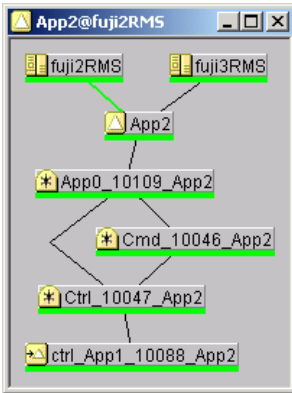 App2@fuji2RMS
fuji2RMS
fuji3RMS
App2
App0_10109_App2
Cmd_10046_App2
Ctrl_10047_App2
ctrl_App1_10088_App2